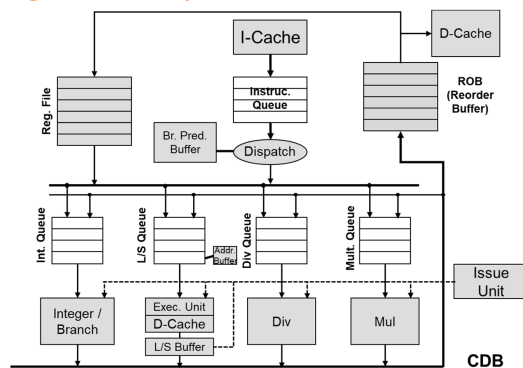 I-Cache
D-Cache
Reg. File
Instruc.
Queue
ROB
(Reorder
Buffer)
Br. Pred.
Buffer
Dispatch
Int. Queue
L/S Queue
Addr.
Buffer
Div Queue
Mult. Queue
Issue
Unit
Integer /
Branch
Exec. Unit
D-Cache
L/S Buffer
Div
Mul
CDB